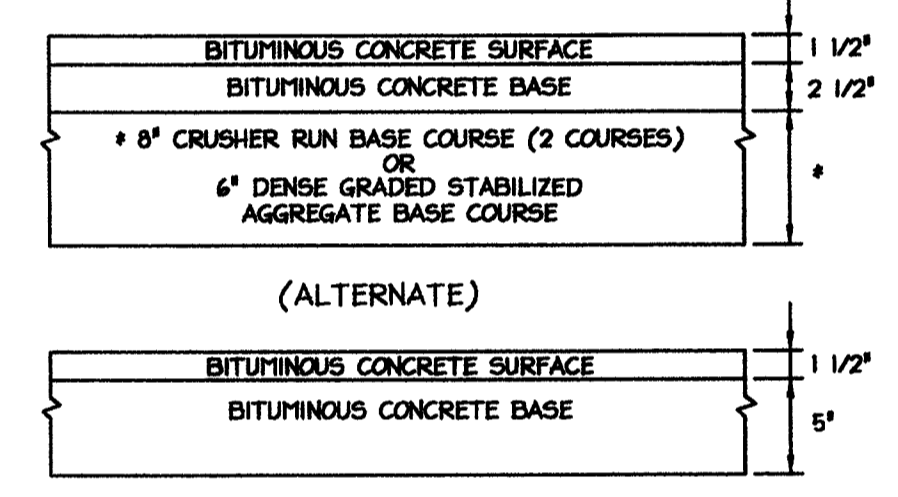 BITUMINOUS CONCRETE SURFACE
1 1/2"
BITUMINOUS CONCRETE BASE
2 1/2"
* 8" CRUSHER RUN BASE COURSE (2 COURSES)
OR
6" DENSE GRADED STABILIZED
AGGREGATE BASE COURSE
*
(ALTERNATE)
BITUMINOUS CONCRETE SURFACE
1 1/2"
BITUMINOUS CONCRETE BASE
5"